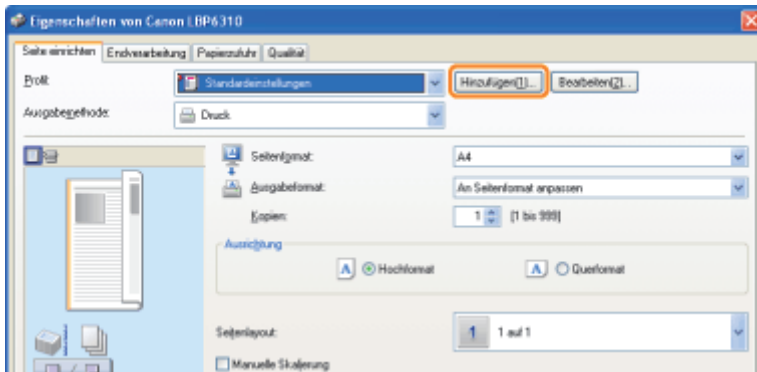 Eigenschaften von Canon LBP6310
Seite einrichten Endverarbeitung Papierzufuhr Qualität
Profil: Standardeinstellungen Hinzufügen(1)... Bearbeiten(2)...
Ausgabemethode: Druck
Seitenformat: A4
Ausgabeformat: An Seitenformat anpassen
Kopien: 1 [1 bis 999]
Ausrichtung
A Hochformat A Querformat
Seitenlayout: 1 1 auf 1
Manuelle Skalierung